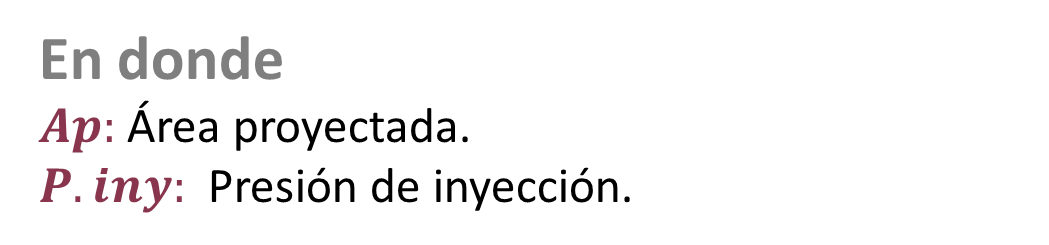 En donde
Ap: Área proyectada.
P. iny: Presión de inyección.